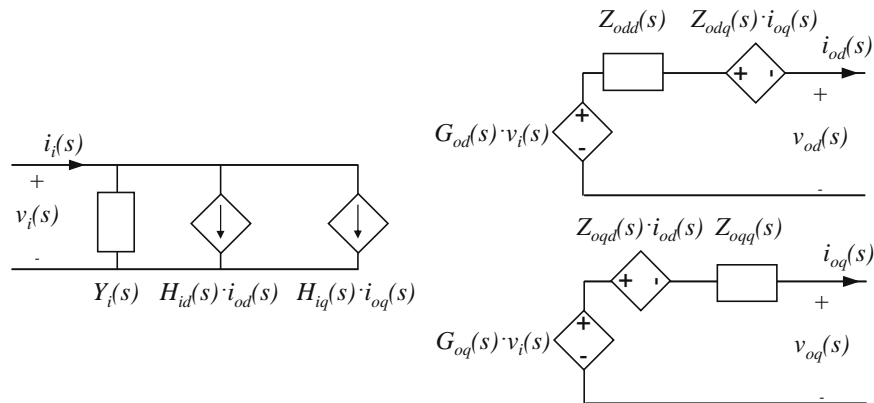 i_i(s)
+
v_i(s)
-
Y_i(s) H_id(s)·i_od(s) H_iq(s)·i_oq(s)
Z_odd(s) Z_odq(s)·i_oq(s)
i_od(s)
+ -
+
+
G_od(s)·v_i(s)
-
v_od(s)
-
Z_oqd(s)·i_od(s) Z_oqq(s)
i_oq(s)
+ -
+
+
G_oq(s)·v_i(s)
-
v_oq(s)
-